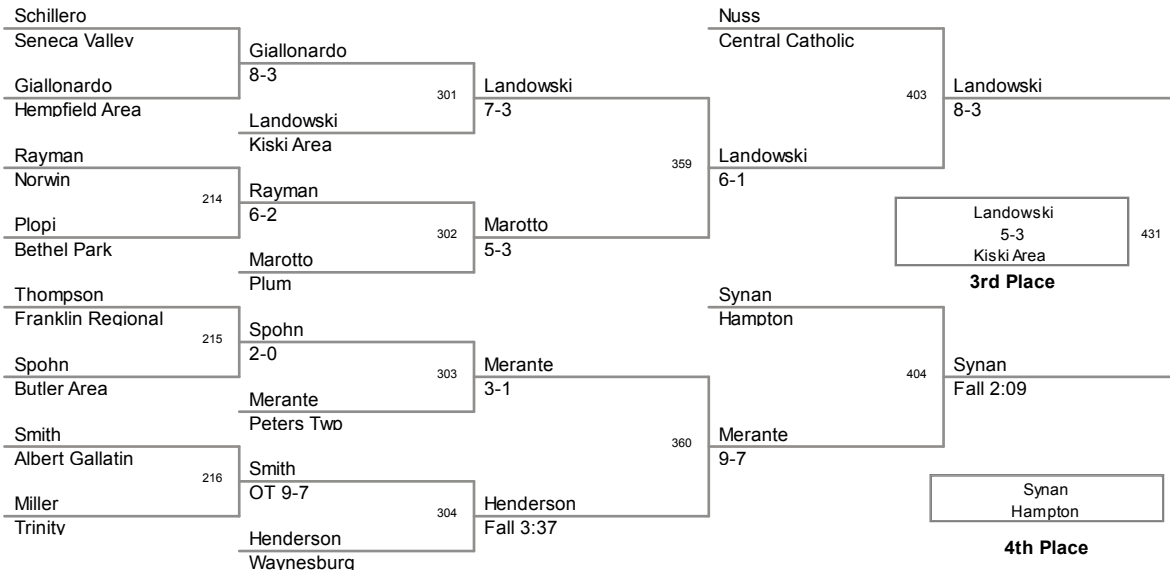 Schillero
Seneca Valley
Giallonardo
Hempfield Area
Rayman
Norwin
214
Plopi
Bethel Park
Thompson
Franklin Regional
215
Spohn
Butler Area
Smith
Albert Gallatin
216
Miller
Trinity
Giallonardo
8-3
301
Landowski
Kiski Area
Rayman
6-2
302
Marotto
Plum
Spohn
2-0
303
Merante
Peters Twp
Smith
OT 9-7
304
Henderson
Waynesburg
Landowski
7-3
359
Marotto
5-3
Merante
3-1
360
Henderson
Fall 3:37
Nuss
Central Catholic
403
Landowski
6-1
Synan
Hampton
404
Merante
9-7
Landowski
8-3
Landowski
5-3
Kiski Area
431
3rd Place
Synan
Fall 2:09
Synan
Hampton
4th Place